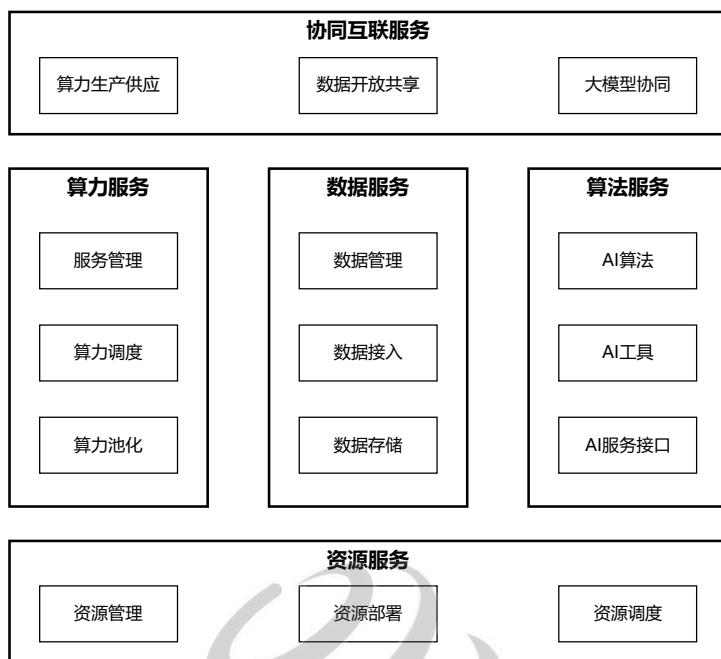 协同互联服务
算力生产供应 数据开放共享 大模型协同
算力服务 数据服务 算法服务
服务管理 数据管理 AI算法
算力调度 数据接入 AI工具
算力池化 数据存储 AI服务接口
资源服务
资源管理 资源部署 资源调度